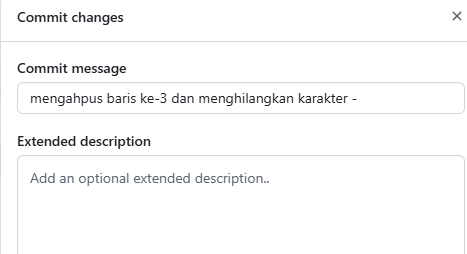 Commit changes
Commit message
mengahpus baris ke-3 dan menghilangkan karakter -
Extended description
Add an optional extended description..